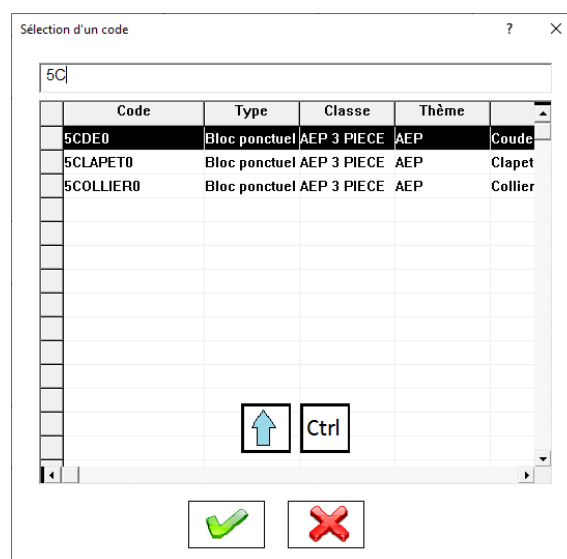 Sélection d'un code ? ×
5C
Code Type Classe Thème
5CDE0 Bloc ponctuel AEP 3 PIECE AEP Coude
5CLAPET0 Bloc ponctuel AEP 3 PIECE AEP Clapet
5COLLIER0 Bloc ponctuel AEP 3 PIECE AEP Collier
Ctrl